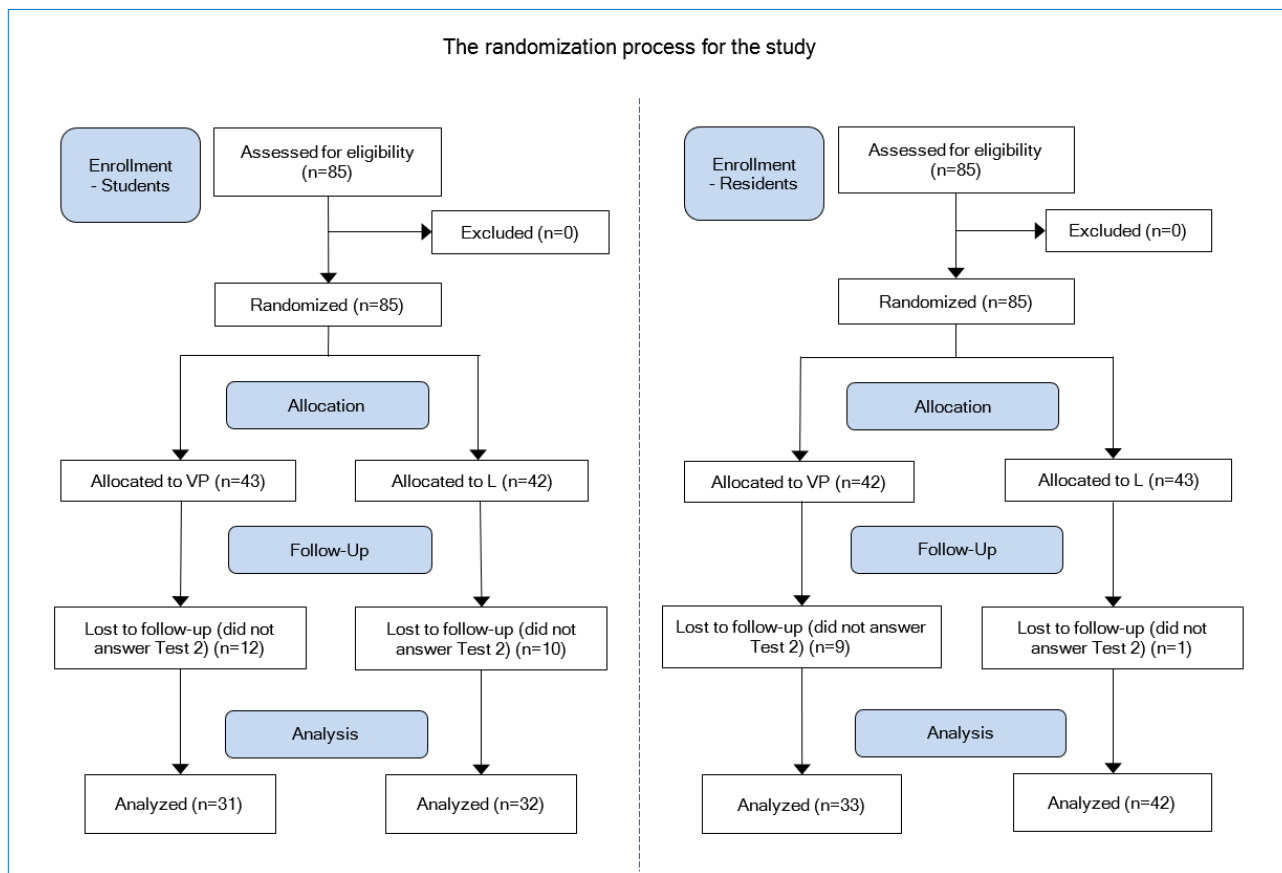 The randomization process for the study
Enrollment
- Students
Assessed for eligibility
(n=85)
Excluded (n=0)
Randomized (n=85)
Allocation
Allocated to VP (n=43)
Allocated to L (n=42)
Follow-Up
Lost to follow-up (did not
answer Test 2) (n=12)
Lost to follow-up (did not
answer Test 2) (n=10)
Analysis
Analyzed (n=31)
Analyzed (n=32)
Enrollment
- Residents
Assessed for eligibility
(n=85)
Excluded (n=0)
Randomized (n=85)
Allocation
Allocated to VP (n=42)
Allocated to L (n=43)
Follow-Up
Lost to follow-up (did not answer
Test 2) (n=9)
Lost to follow-up (did not
answer Test 2) (n=1)
Analysis
Analyzed (n=33)
Analyzed (n=42)